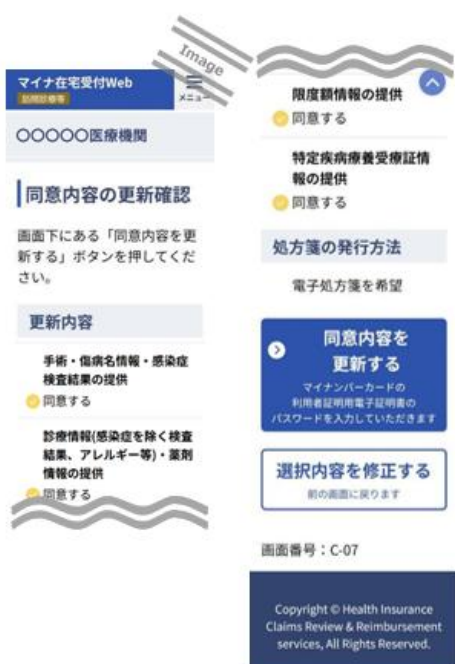 Image
マイナ在宅受付Web
訪問診療等
メニュー
〇〇〇〇〇医療機関
同意内容の更新確認
画面下にある「同意内容を更
新する」ボタンを押してくだ
さい。
更新内容
手術・傷病名情報・感染症
検査結果の提供
同意する
診療情報(感染症を除く検査
結果、アレルギー等)・薬剤
情報の提供
同意する
限度額情報の提供
同意する
特定疾病療養受療証情
報の提供
同意する
処方箋の発行方法
電子処方箋を希望
同意内容を
更新する
マイナンバーカードの
利用者証明用電子証明書の
パスワードを入力していただきます
選択内容を修正する
前の画面に戻ります
画面番号：C-07
Copyright © Health Insurance
Claims Review & Reimbursement
services, All Rights Reserved.